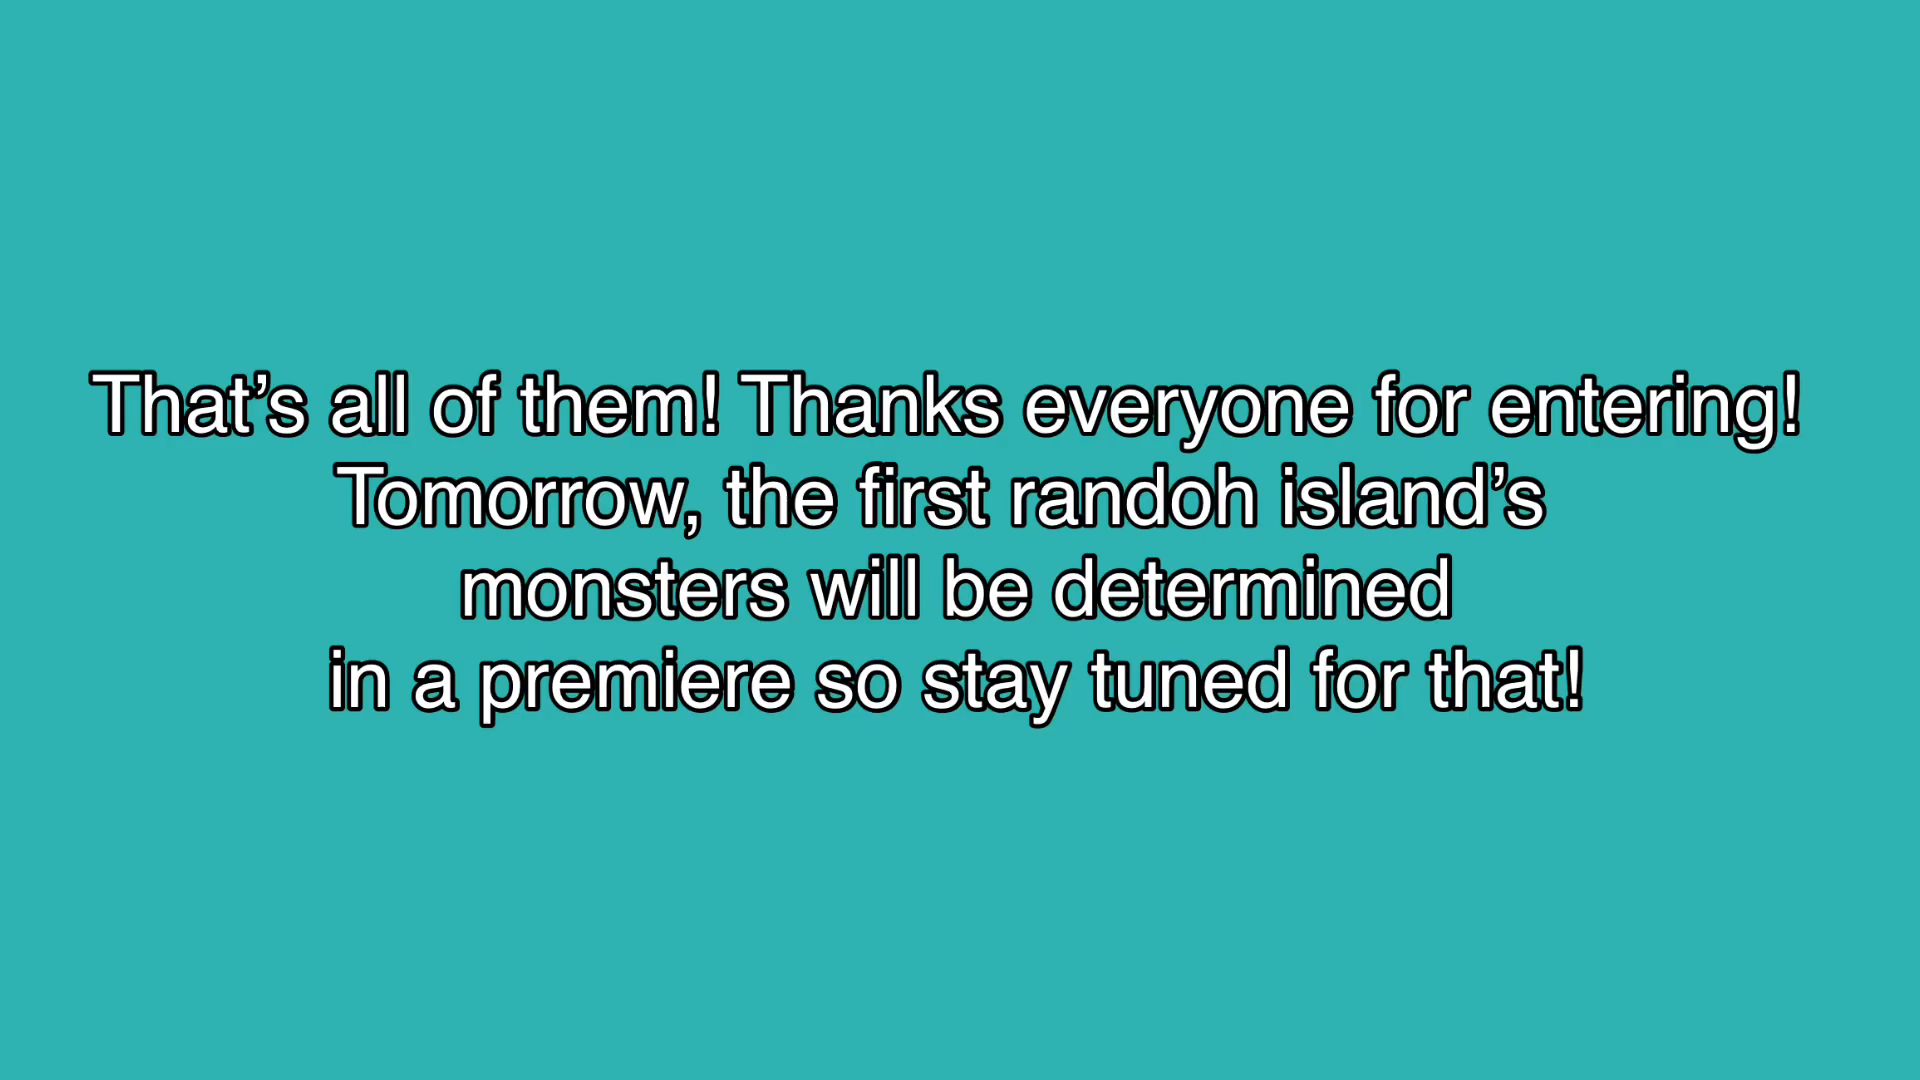 That’s all of them! Thanks everyone for entering!
Tomorrow, the first randoh island’s
monsters will be determined
in a premiere so stay tuned for that!